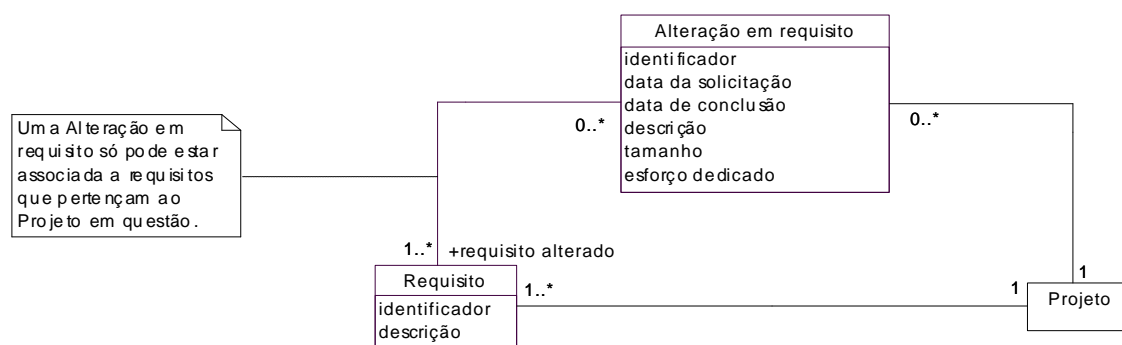 Alteração em requisito
identificador
data da solicitação
data de conclusão
descrição
tamanho
esforço dedicado
0..*
0..*
Uma Alteração em
requisito só pode estar
associada a requisitos
que pertençam ao
Projeto em questão.
1..*
+requisito alterado
Requisito
identificador
descrição
1..*
1
1
Projeto